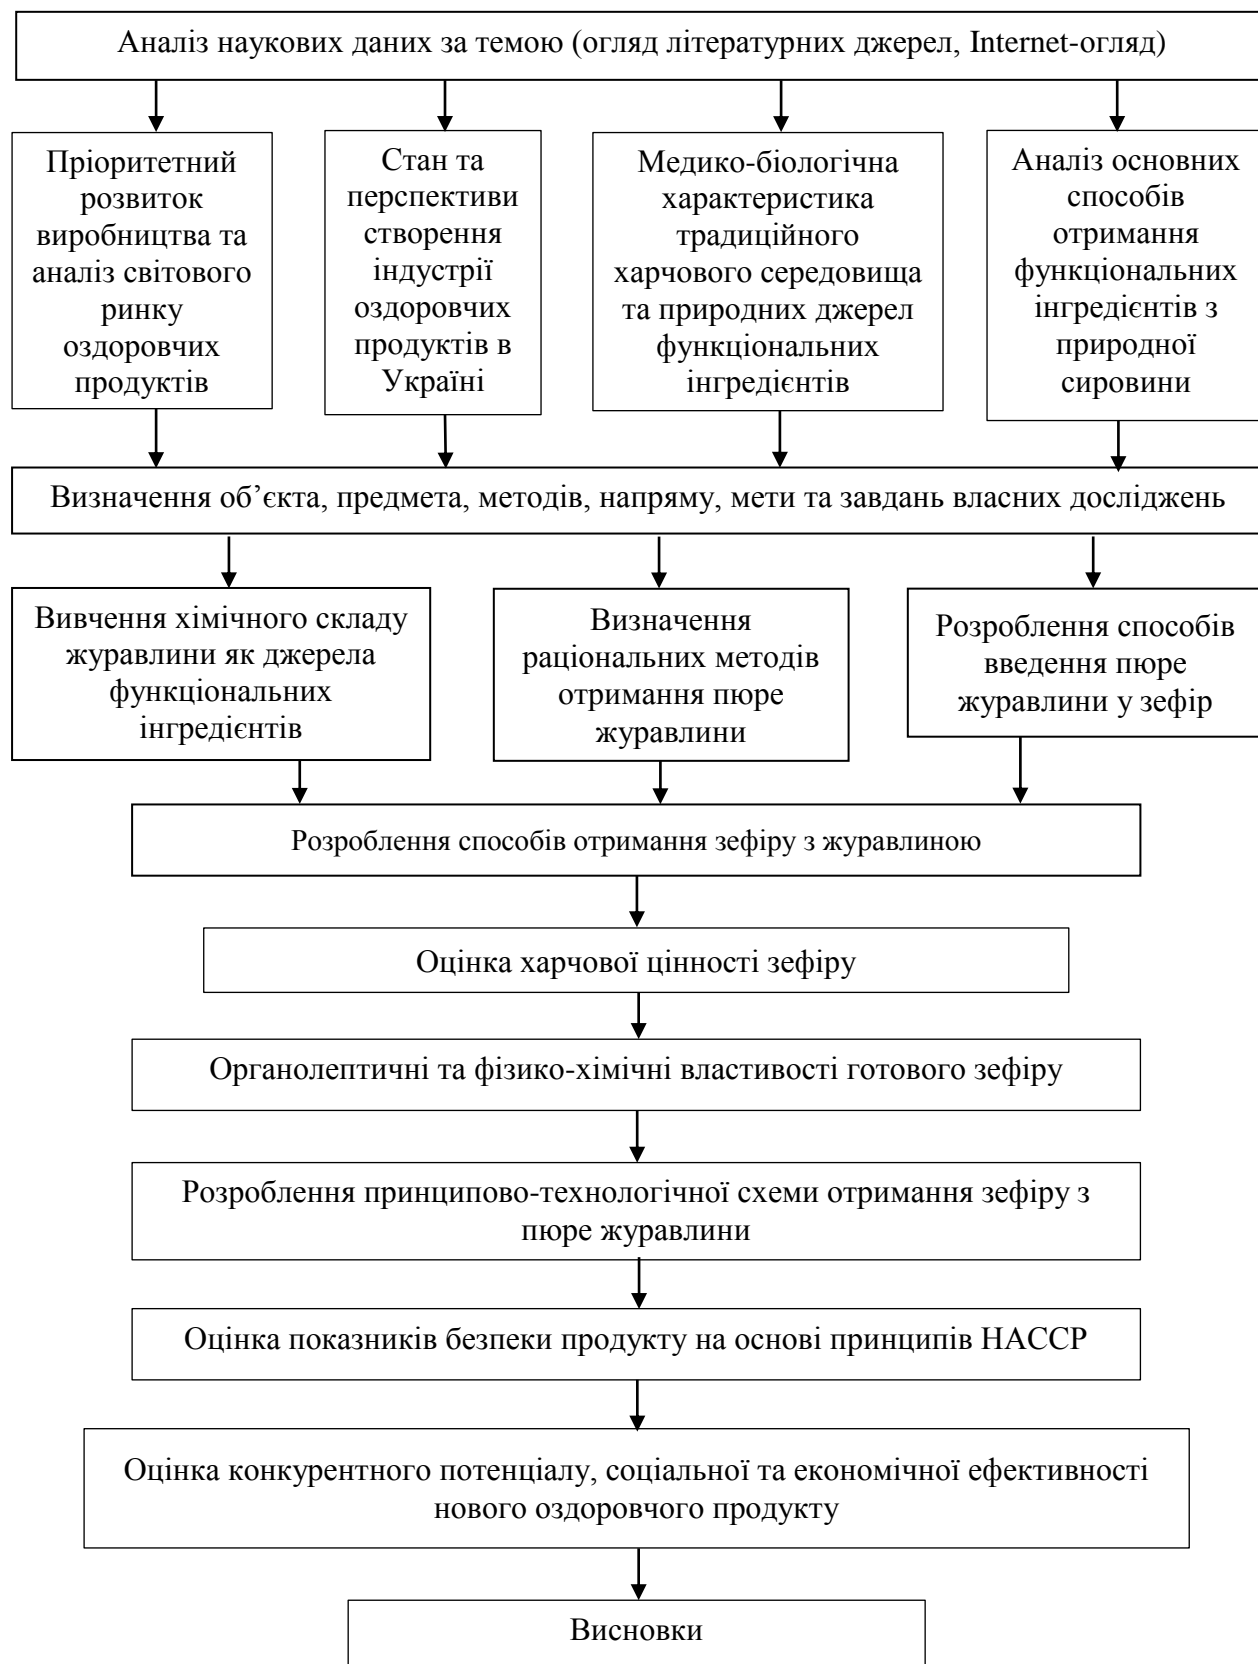 Аналіз наукових даних за темою (огляд літературних джерел, Internet-огляд)
Пріоритетний
розвиток
виробництва та
аналіз світового
ринку
оздоровчих
продуктів
Стан та
перспективи
створення
індустрії
оздоровчих
продуктів в
Україні
Медико-біологічна
характеристика
традиційного
харчового середовища
та природних джерел
функціональних
інгредієнтів
Аналіз основних
способів
отримання
функціональних
інгредієнтів з
природної
сировини
Визначення об’єкта, предмета, методів, напряму, мети та завдань власних досліджень
Вивчення хімічного складу
журавлини як джерела
функціональних
інгредієнтів
Визначення
раціональних методів
отримання пюре
журавлини
Розроблення способів
введення пюре
журавлини у зефір
Розроблення способів отримання зефіру з журавлиною
Оцінка харчової цінності зефіру
Органолептичні та фізико-хімічні властивості готового зефіру
Розроблення принципово-технологічної схеми отримання зефіру з
пюре журавлини
Оцінка показників безпеки продукту на основі принципів НАССР
Оцінка конкурентного потенціалу, соціальної та економічної ефективності
нового оздоровчого продукту
Висновки